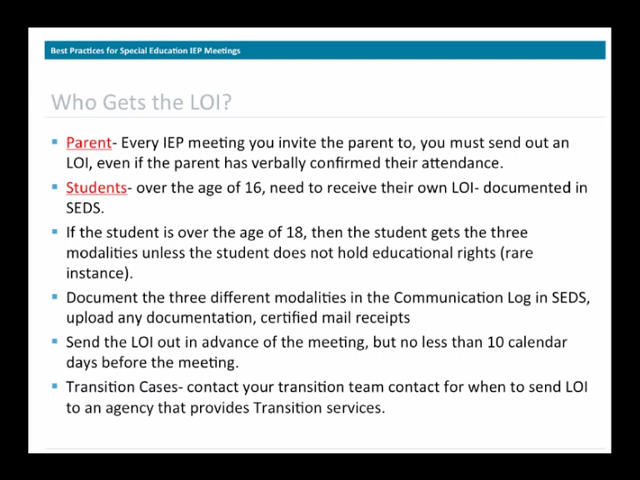 Best Practices for Special Education IEP Meetings
Who Gets the LOI?
▪ Parent- Every IEP meeting you invite the parent to, you must send out an
LOI, even if the parent has verbally confirmed their attendance.
▪ Students- over the age of 16, need to receive their own LOI- documented in
SEDS.
▪ If the student is over the age of 18, then the student gets the three
modalities unless the student does not hold educational rights (rare
instance).
▪ Document the three different modalities in the Communication Log in SEDS,
upload any documentation, certified mail receipts
▪ Send the LOI out in advance of the meeting, but no less than 10 calendar
days before the meeting.
▪ Transition Cases- contact your transition team contact for when to send LOI
to an agency that provides Transition services.